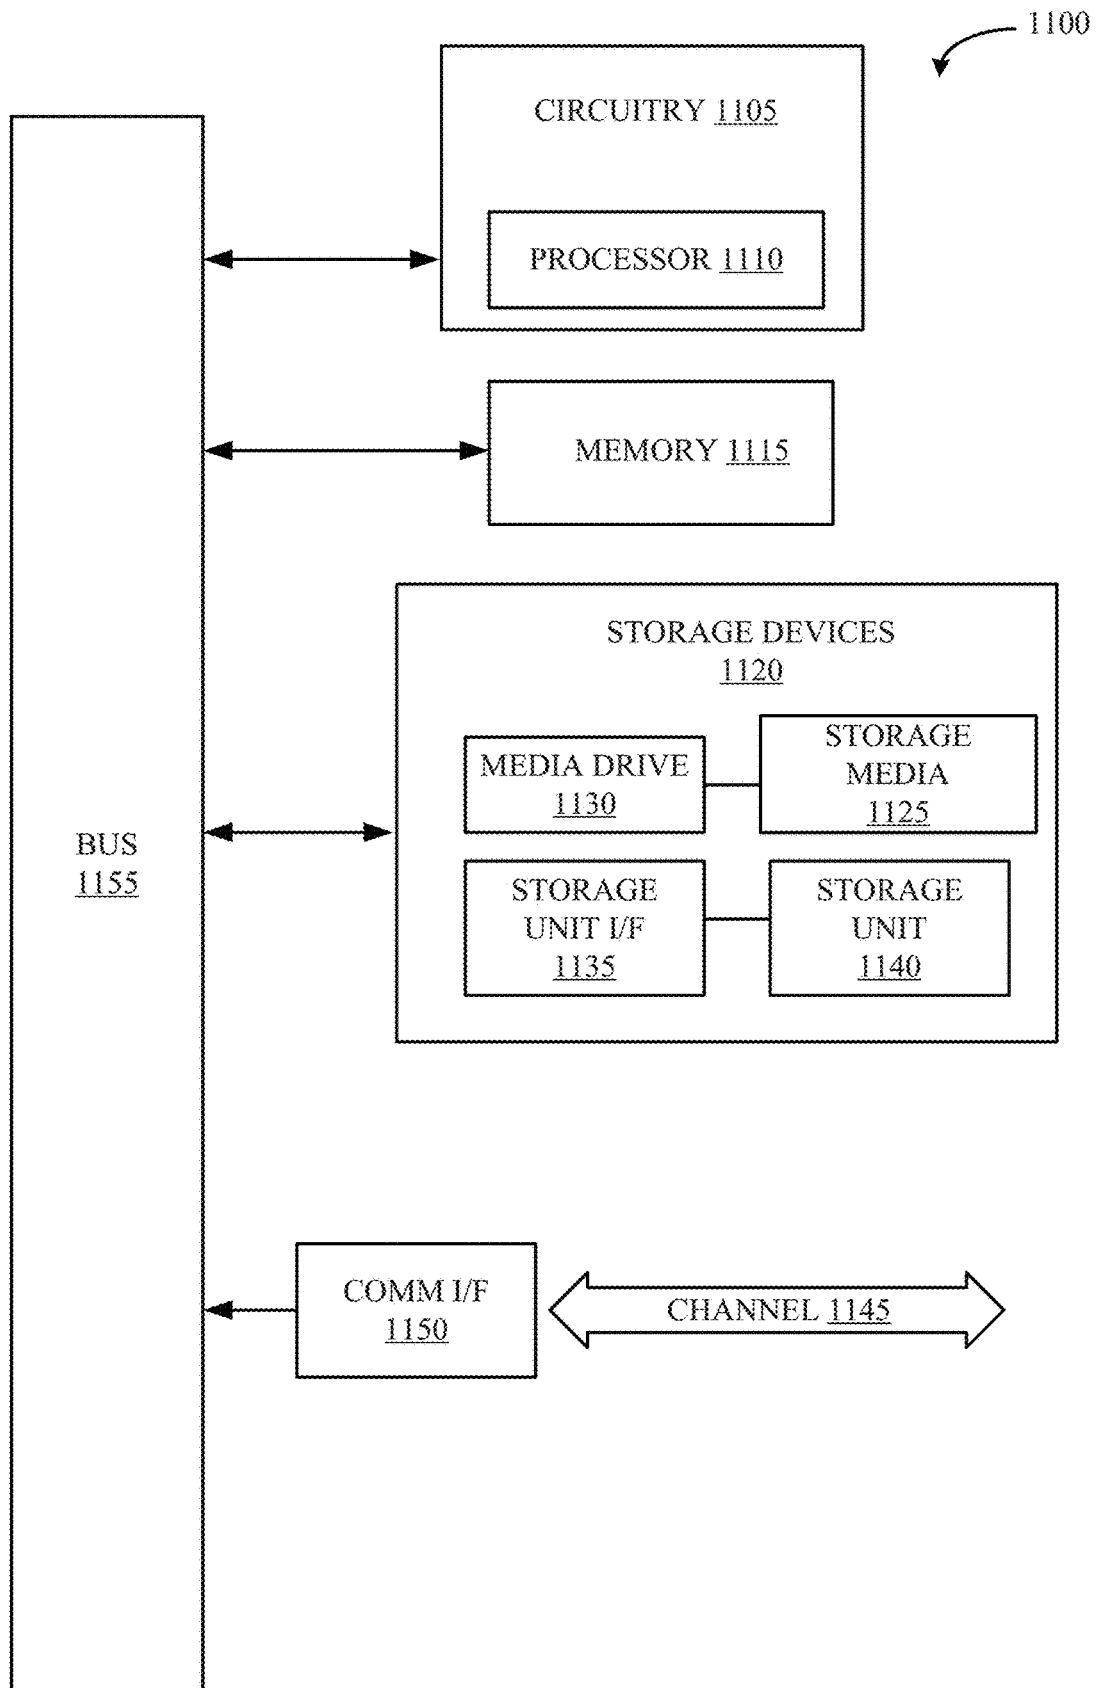 1100
CIRCUITRY 1105
PROCESSOR 1110
MEMORY 1115
STORAGE DEVICES
1120
MEDIA DRIVE
1130
STORAGE
MEDIA
1125
STORAGE
UNIT I/F
1135
STORAGE
UNIT
1140
BUS
1155
COMM I/F
1150
CHANNEL 1145